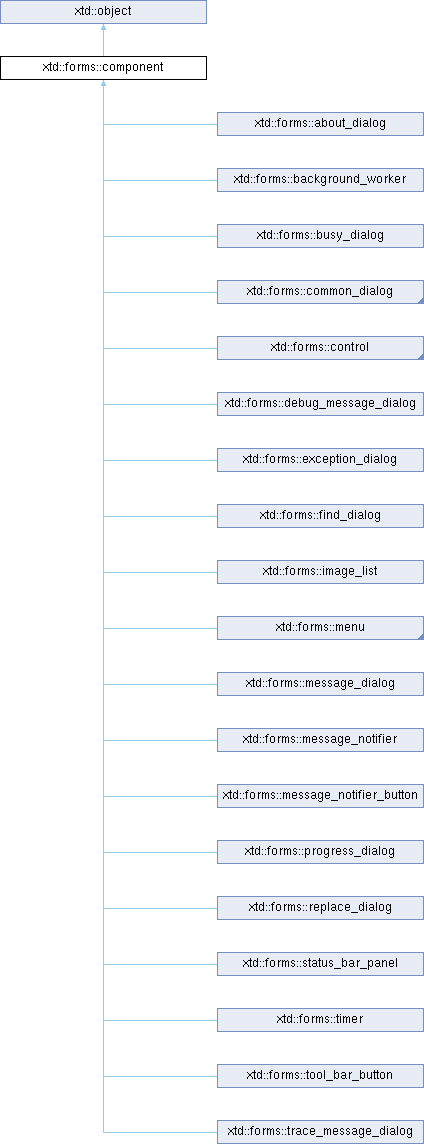 xtd::object
xtd::forms::component
xtd::forms::about_dialog
xtd::forms::background_worker
xtd::forms::busy_dialog
xtd::forms::common_dialog
xtd::forms::control
xtd::forms::debug_message_dialog
xtd::forms::exception_dialog
xtd::forms::find_dialog
xtd::forms::image_list
xtd::forms::menu
xtd::forms::message_dialog
xtd::forms::message_notifier
xtd::forms::message_notifier_button
xtd::forms::progress_dialog
xtd::forms::replace_dialog
xtd::forms::status_bar_panel
xtd::forms::timer
xtd::forms::tool_bar_button
xtd::forms::trace_message_dialog